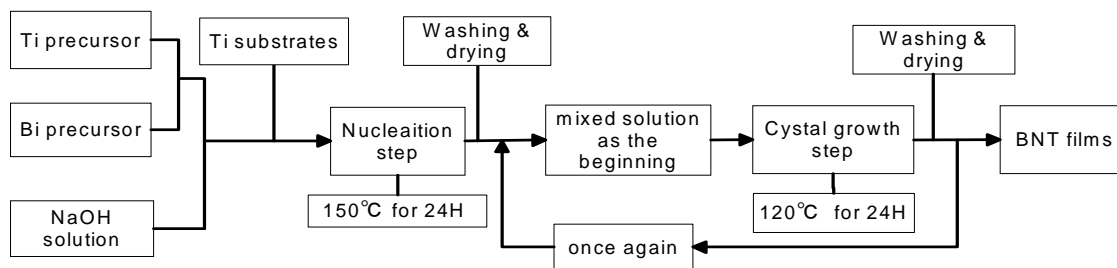 Ti precursor
Ti substrates
Washing &
drying
Washing &
drying
Bi precursor
Nucleaition
step
mixed solution
as the
beginning
Cystal growth
step
BNT films
NaOH
solution
150°C for 24H
120°C for 24H
once again